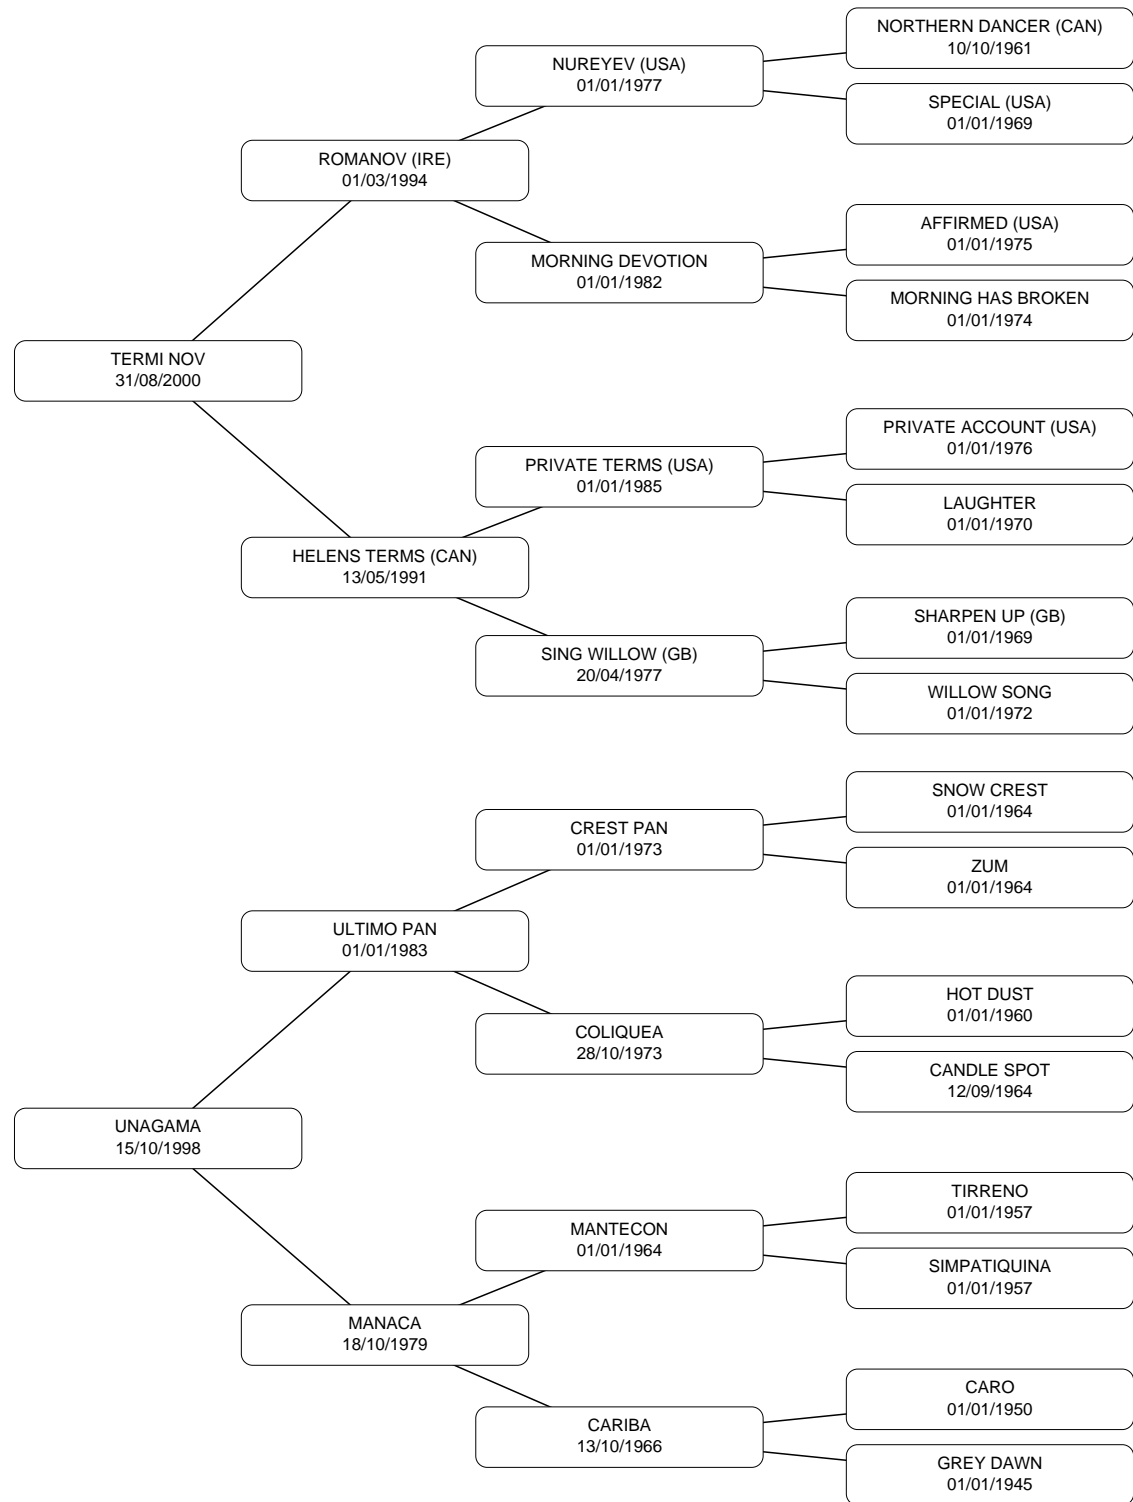 NORTHERN DANCER (CAN)
10/10/1961
NUREYEV (USA)
01/01/1977
SPECIAL (USA)
01/01/1969
ROMANOV (IRE)
01/03/1994
AFFIRMED (USA)
01/01/1975
MORNING DEVOTION
01/01/1982
MORNING HAS BROKEN
01/01/1974
TERMI NOV
31/08/2000
PRIVATE ACCOUNT (USA)
01/01/1976
PRIVATE TERMS (USA)
01/01/1985
LAUGHTER
01/01/1970
HELENS TERMS (CAN)
13/05/1991
SHARPEN UP (GB)
01/01/1969
SING WILLOW (GB)
20/04/1977
WILLOW SONG
01/01/1972
SNOW CREST
01/01/1964
CREST PAN
01/01/1973
ZUM
01/01/1964
ULTIMO PAN
01/01/1983
HOT DUST
01/01/1960
COLIQUEA
28/10/1973
CANDLE SPOT
12/09/1964
UNAGAMA
15/10/1998
TIRRENO
01/01/1957
MANTECON
01/01/1964
SIMPATIQUINA
01/01/1957
MANACA
18/10/1979
CARO
01/01/1950
CARIBA
13/10/1966
GREY DAWN
01/01/1945